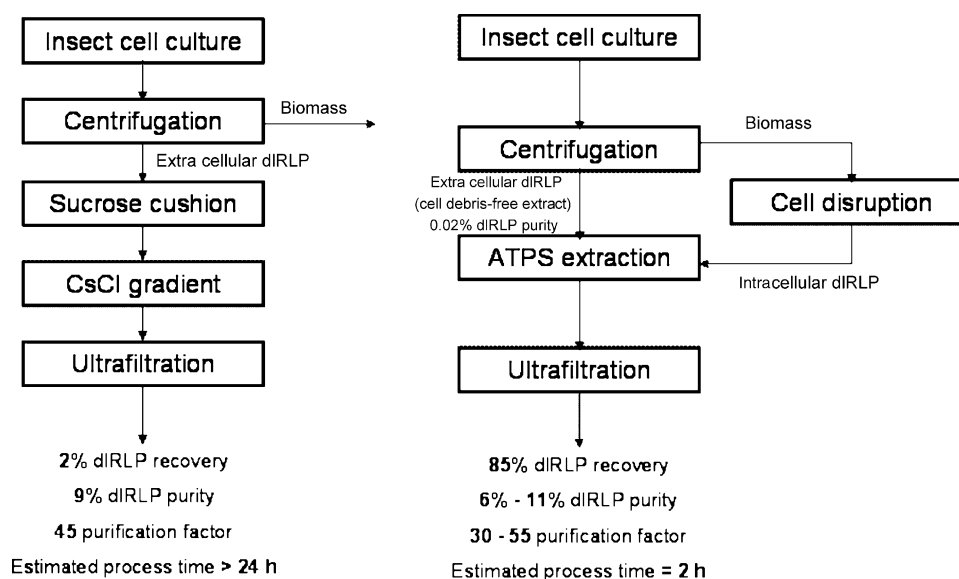 Insect cell culture
Centrifugation
Biomass
Extra cellular dlRLP
Sucrose cushion
CsCl gradient
Ultrafiltration
2% dlRLP recovery
9% dlRLP purity
45 purification factor
Estimated process time > 24 h
Insect cell culture
Centrifugation
Biomass
Extra cellular dlRLP
(cell debris-free extract)
0.02% dlRLP purity
Cell disruption
ATPS extraction
Intracellular dlRLP
Ultrafiltration
85% dlRLP recovery
6% - 11% dlRLP purity
30 - 55 purification factor
Estimated process time = 2 h